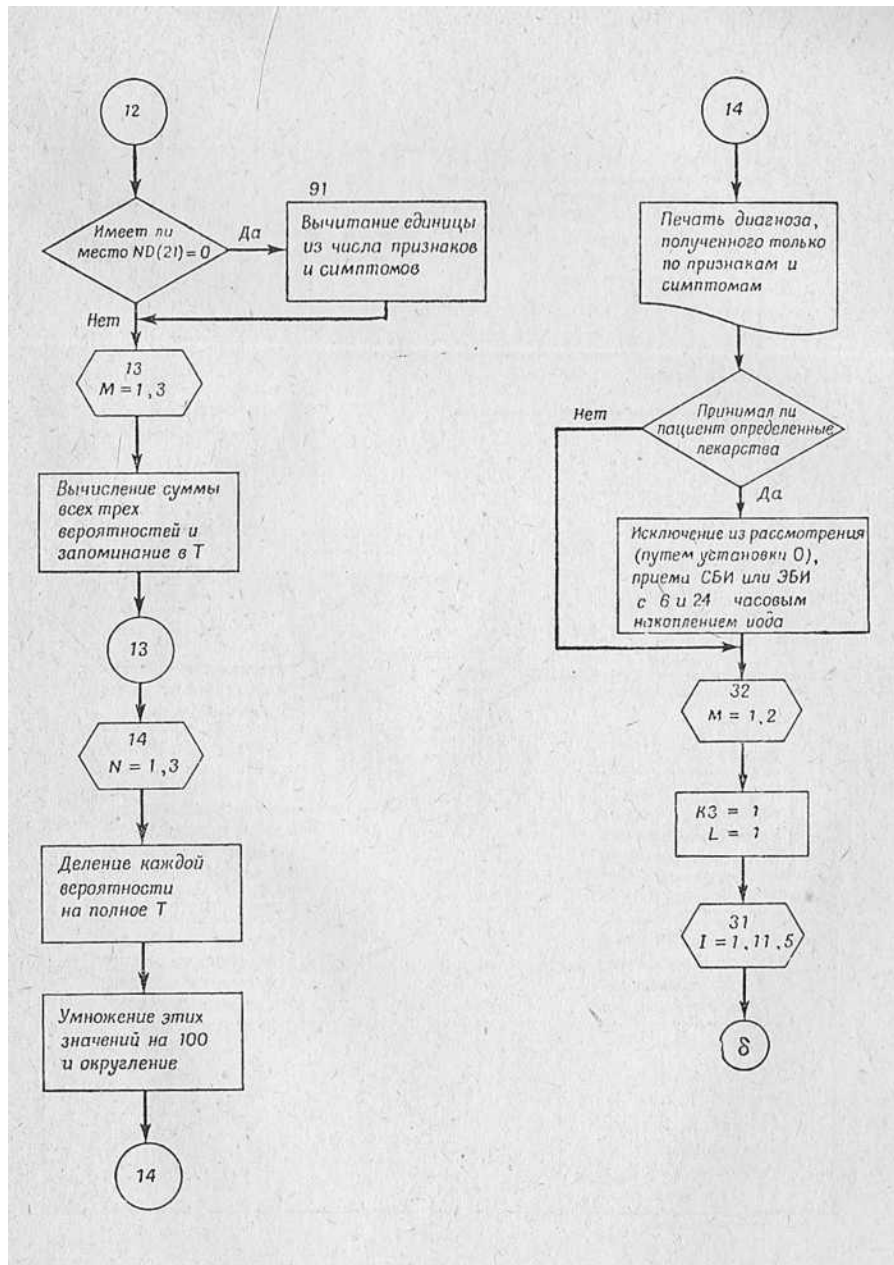 12
Имеет ли
место ND(21)=0
Да
91
Вычитание единицы
из числа признаков
и симптомов
Нет
13
M = 1, 3
Вычисление суммы
всех трех
вероятностей и
запоминание в T
13
14
N = 1, 3
Деление каждой
вероятности
на полное T
Умножение этих
значений на 100
и округление
14
14
Печать диагноза,
полученного только
по признакам и
симптомам
Принимал ли
пациент определенные
лекарства
Нет
Да
Исключение из рассмотрения
(путем установки 0),
приеми СБИ или ЭБИ
с 6 и 24 часовым
накоплением иода
32
M = 1, 2
K3 = 1
L = 1
31
I = 1, 11, 5
δ